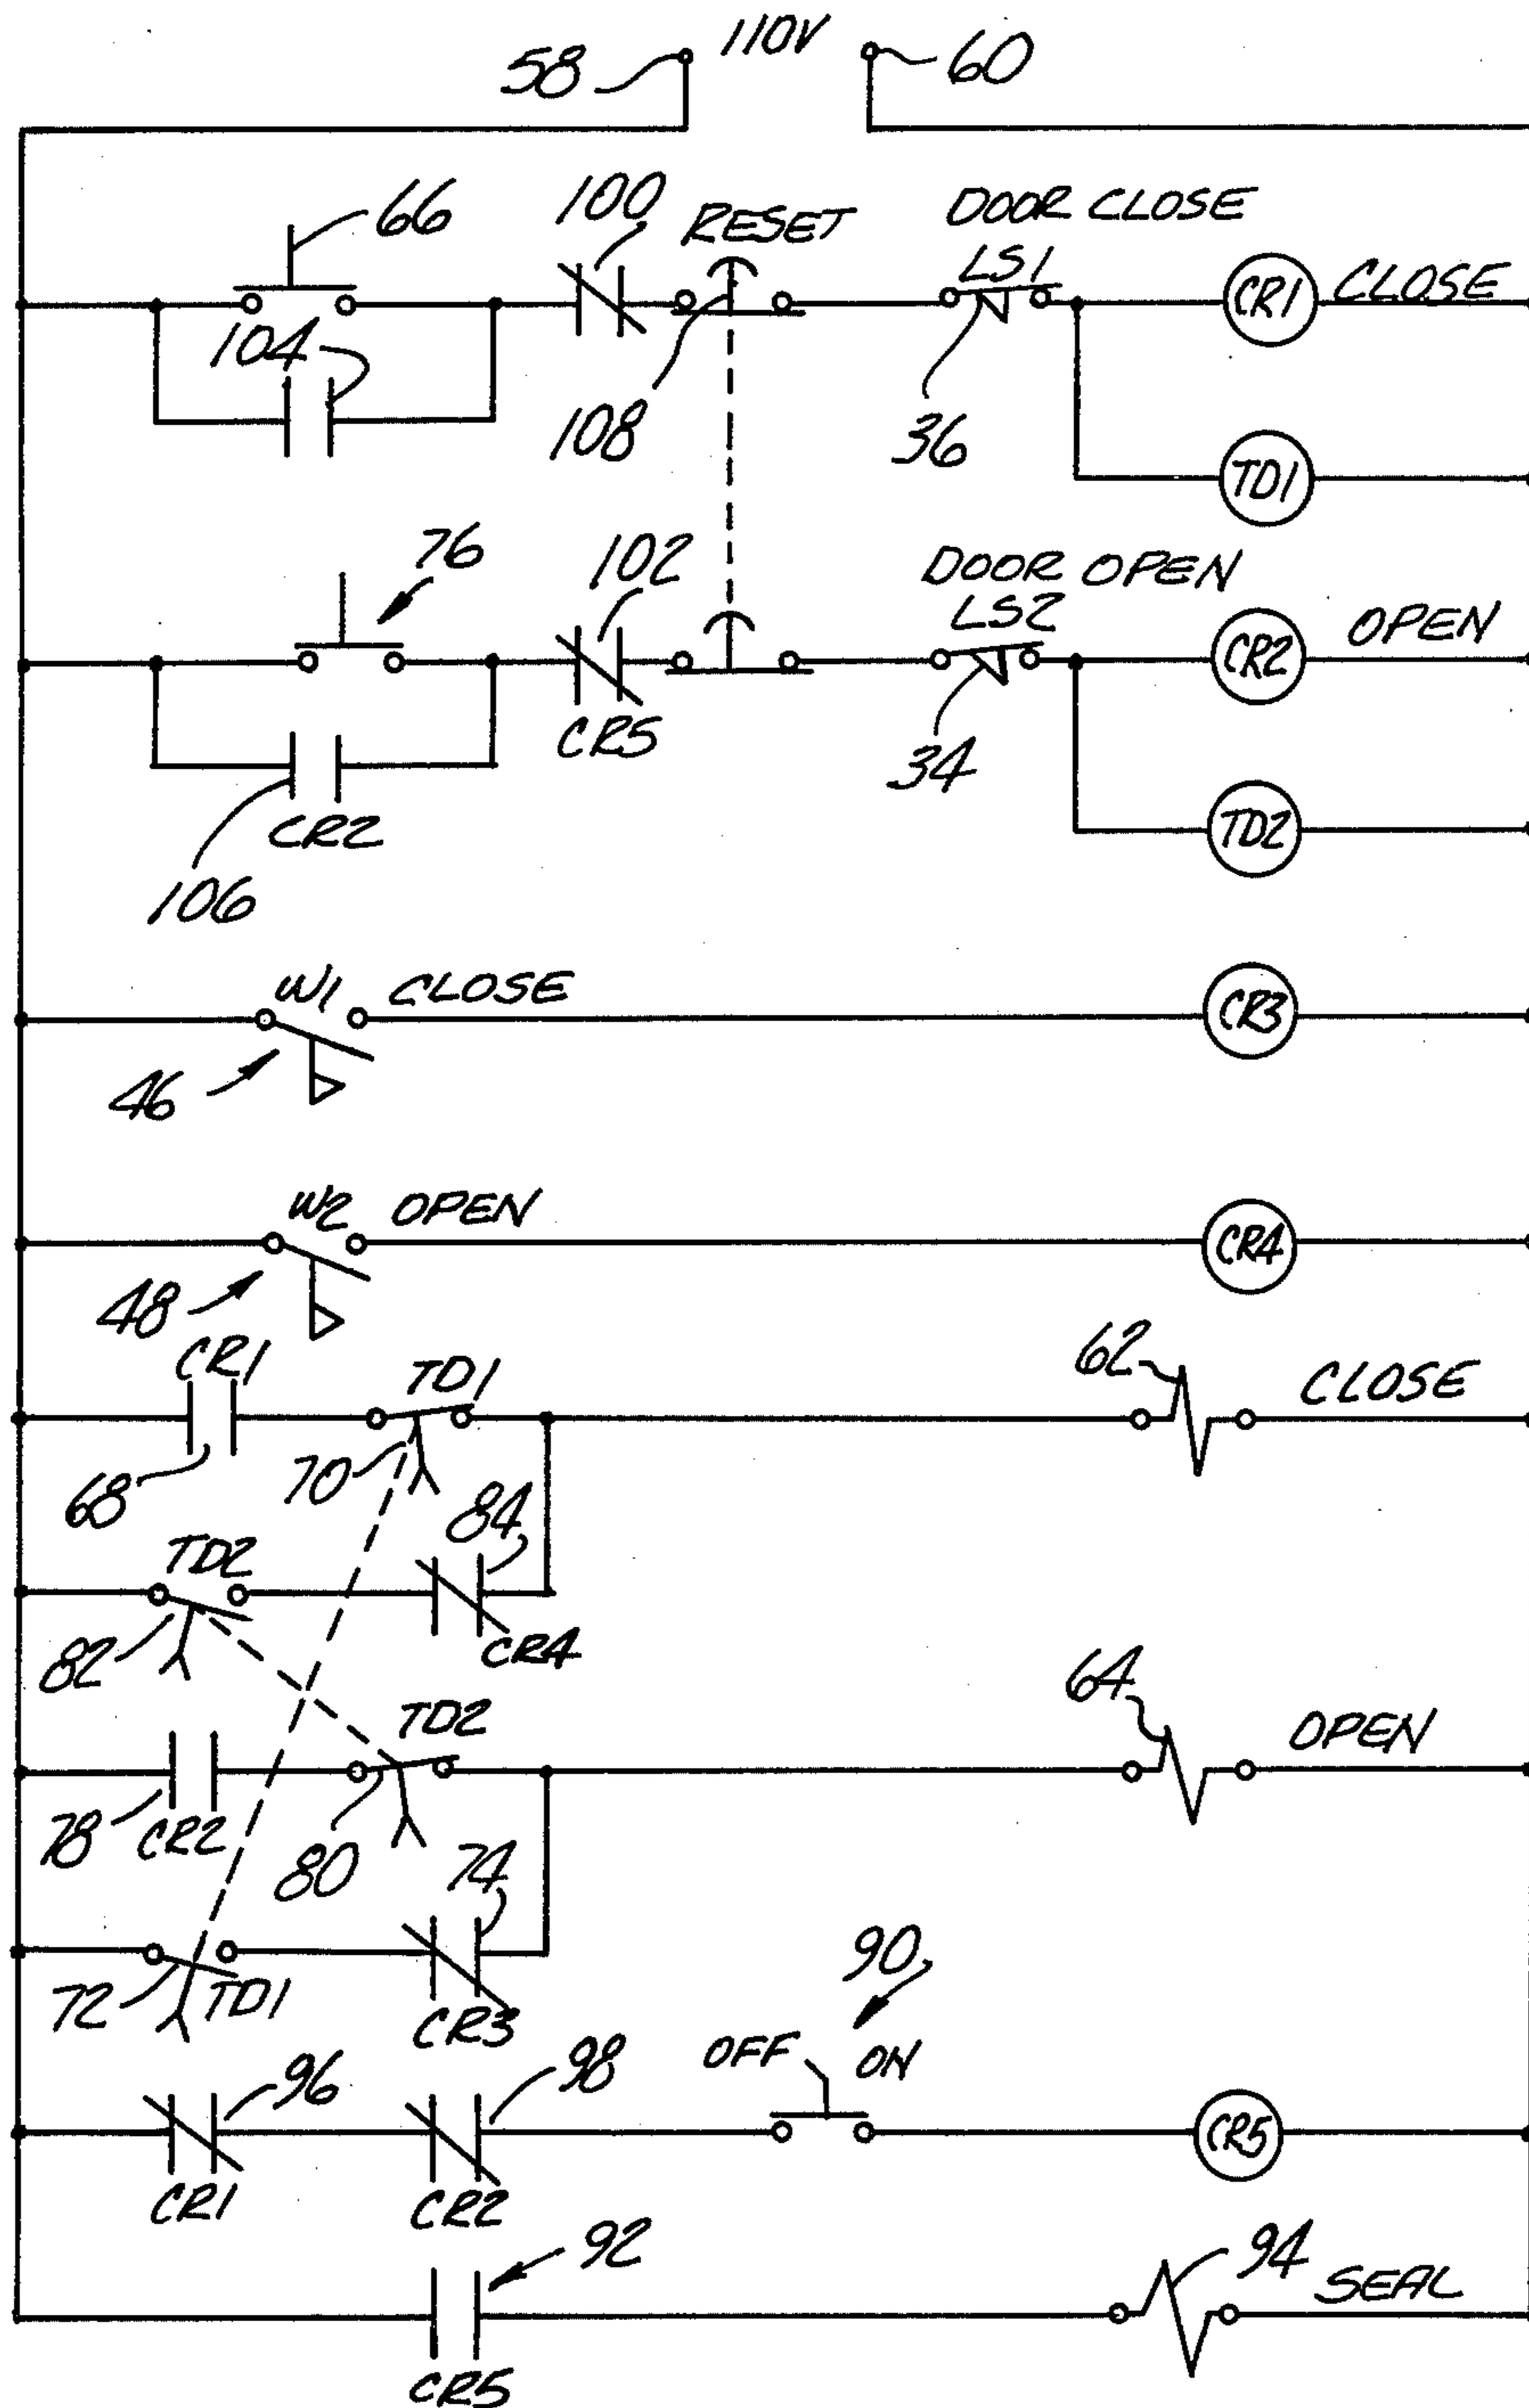 110V
58
60
66
100
RESET
DOOR CLOSE
LS1
CR1
CLOSE
104
108
36
TD1
76
102
DOOR OPEN
LS2
CR2
OPEN
CR5
34
CR2
TD2
106
W1
CLOSE
CR3
46
W2
OPEN
CR4
48
CR1
TD1
62
CLOSE
68
70
84
TD2
82
CR4
64
TD2
OPEN
78
CR2
80
74
72
TD1
CR3
90
OFF
ON
96
98
CR1
CR2
CR5
92
94
SEAL
CR5